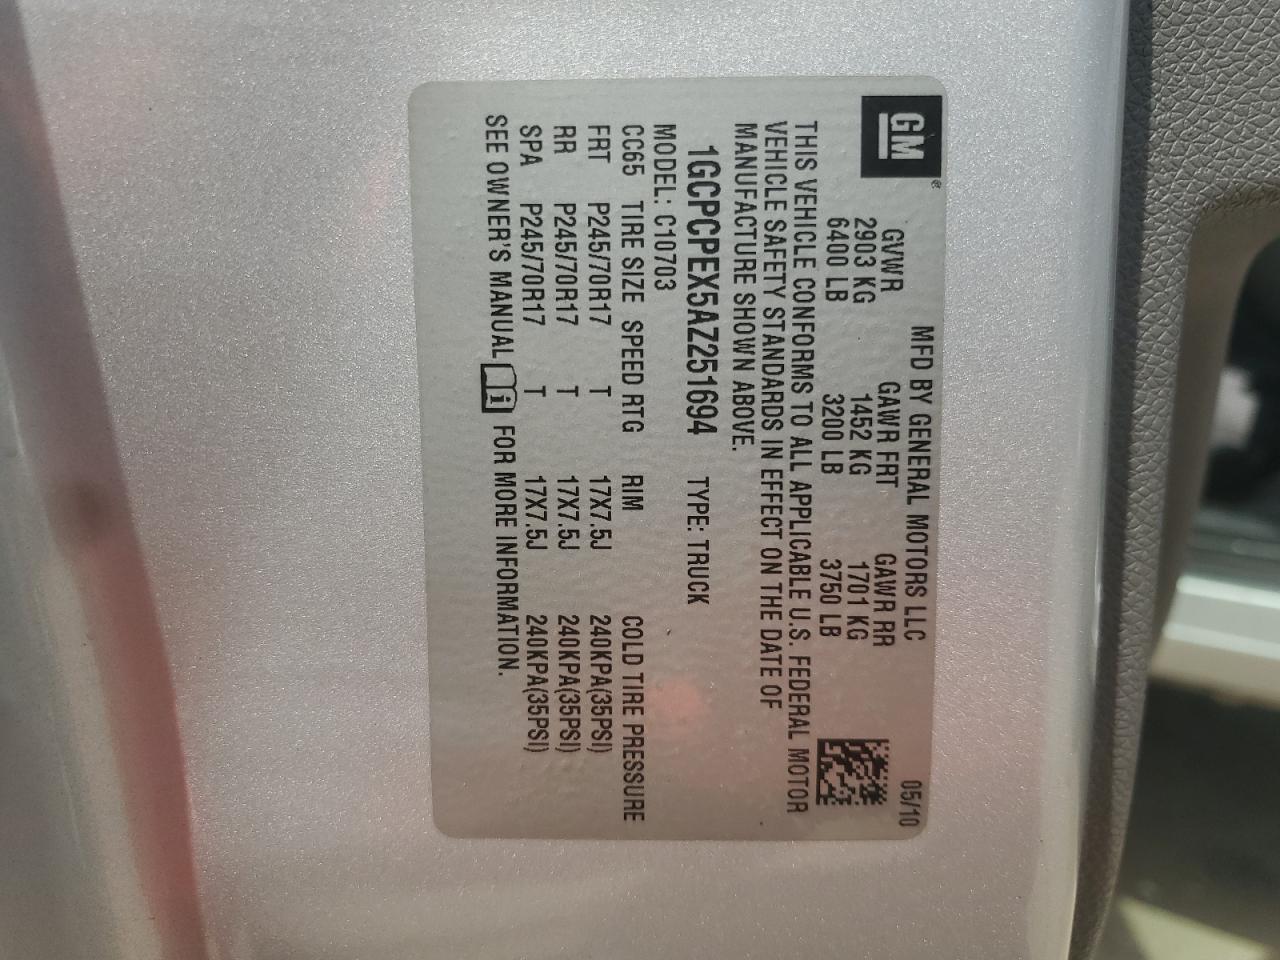 GM®
MFD BY GENERAL MOTORS LLC 05/10
GVWR GAWR FRT GAWR RR
2903 KG 1452 KG 1701 KG
6400 LB 3200 LB 3750 LB
THIS VEHICLE CONFORMS TO ALL APPLICABLE U.S. FEDERAL MOTOR
VEHICLE SAFETY STANDARDS IN EFFECT ON THE DATE OF
MANUFACTURE SHOWN ABOVE.
1GCPCPEX5AZ251694 TYPE: TRUCK
MODEL: C10703
CC65 TIRE SIZE SPEED RTG RIM COLD TIRE PRESSURE
FRT P245/70R17 T 17X7.5J 240KPA(35PSI)
RR P245/70R17 T 17X7.5J 240KPA(35PSI)
SPA P245/70R17 T 17X7.5J 240KPA(35PSI)
SEE OWNER'S MANUAL i FOR MORE INFORMATION.